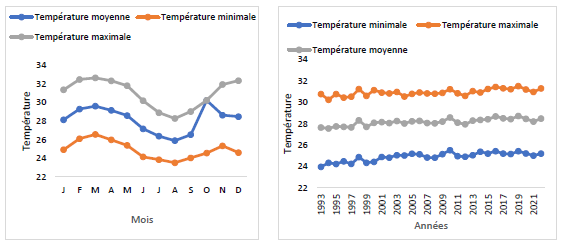 Température moyenne
Température minimale
Température maximale
34
32
30
28
26
24
22
Température
J F M A M J J A S O N D
Mois
Température minimale
Température maximale
Température moyenne
34
32
30
28
26
24
22
Température
1993 1995 1997 1999 2001 2003 2005 2007 2009 2011 2013 2015 2017 2019 2021
Années